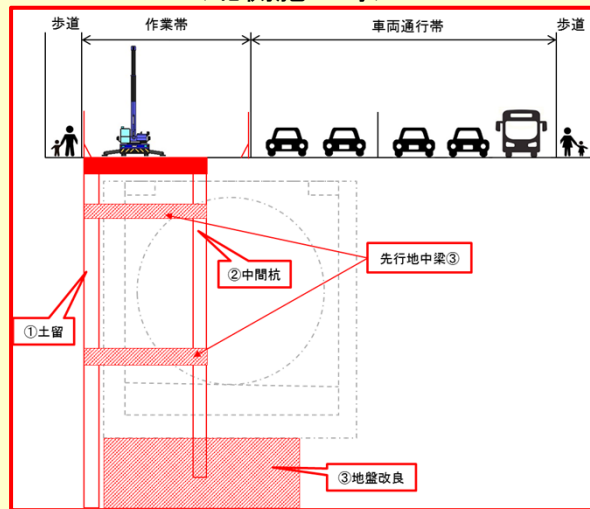 歩道
作業帯
車両通行帯
歩道
②中間杭
先行地中梁③
①土留
③地盤改良